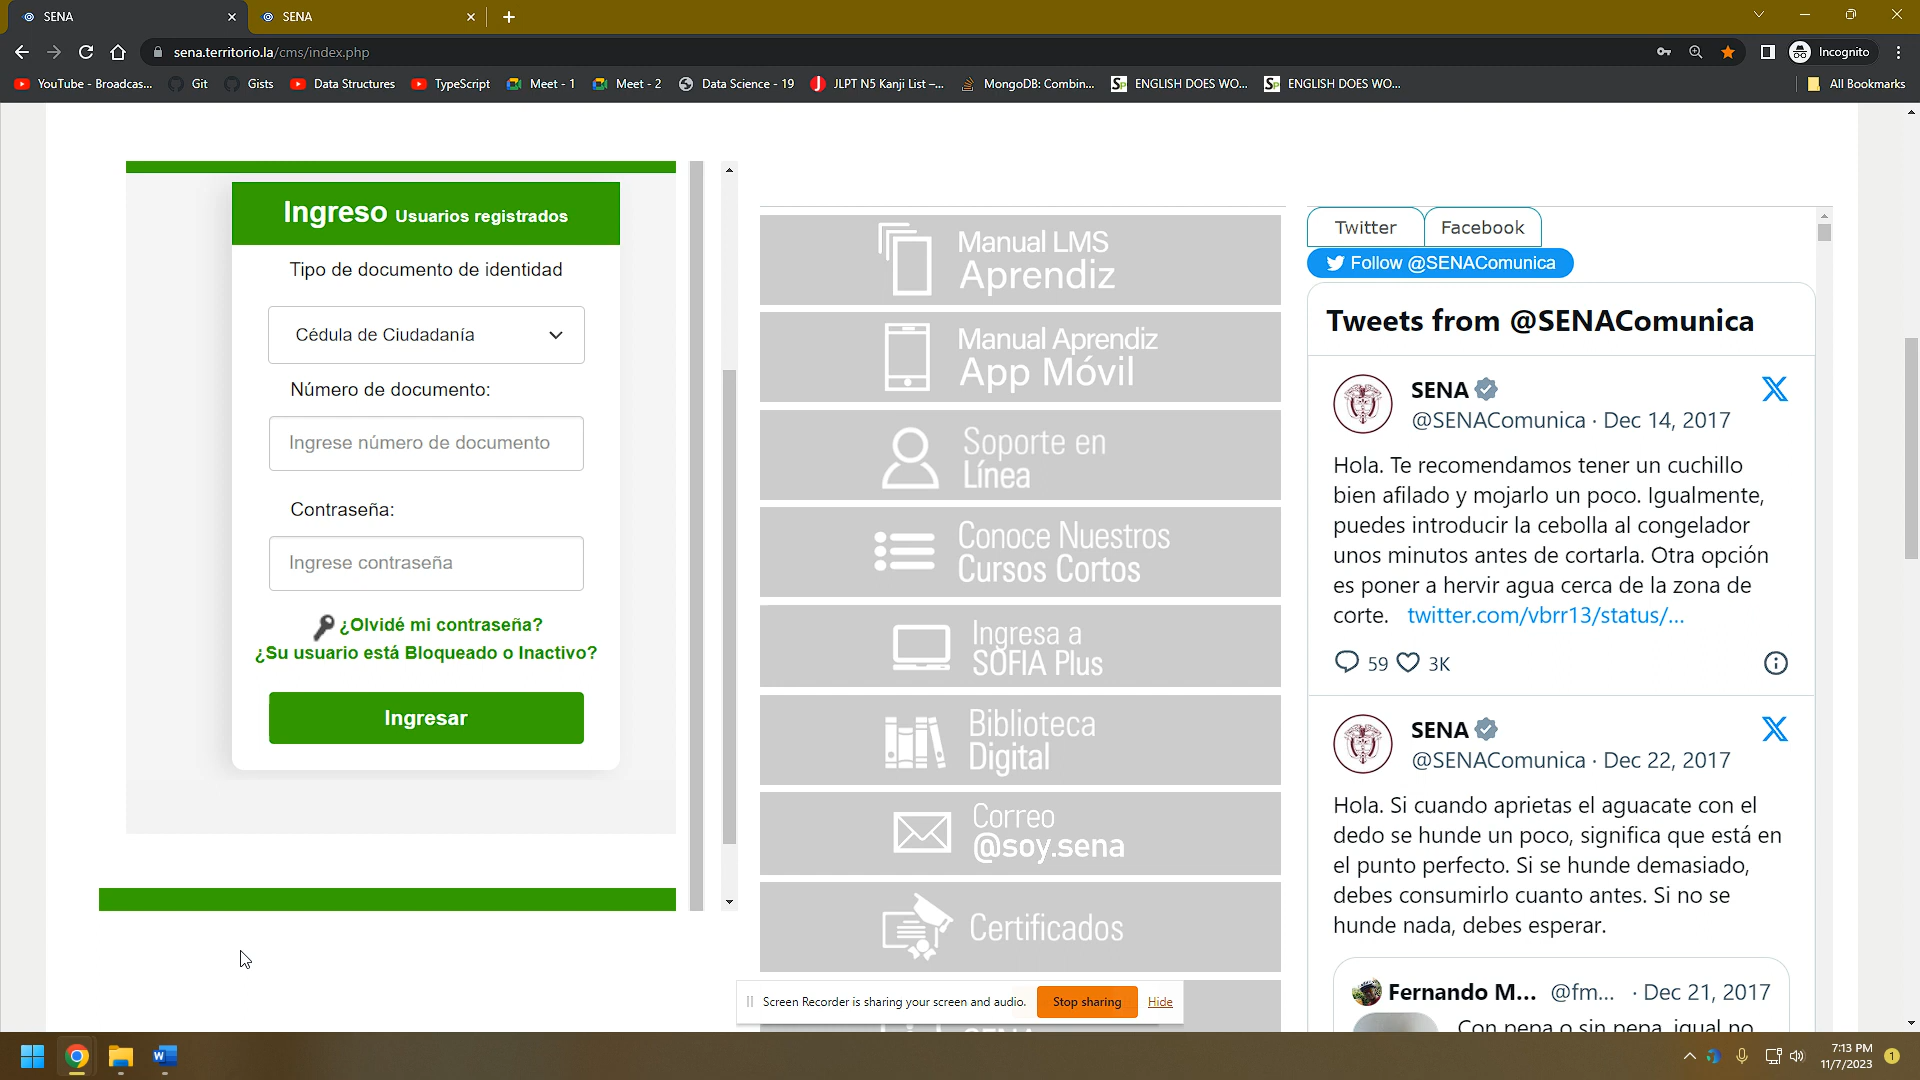 SENA
SENA
sena.territorio.la/cms/index.php
Incognito
YouTube - Broadcas...
Git
Gists
Data Structures
TypeScript
Meet - 1
Meet - 2
Data Science - 19
JLPT N5 Kanji List –...
MongoDB: Combin...
ENGLISH DOES WO...
ENGLISH DOES WO...
All Bookmarks
Ingreso Usuarios registrados
Tipo de documento de identidad
Cédula de Ciudadanía
Número de documento:
Ingrese número de documento
Contraseña:
Ingrese contraseña
¿Olvidé mi contraseña?
¿Su usuario está Bloqueado o Inactivo?
Ingresar
Manual LMS
Aprendiz
Manual Aprendiz
App Móvil
Soporte en
Línea
Conoce Nuestros
Cursos Cortos
Ingresa a
SOFIA Plus
Biblioteca
Digital
Correo
@soy.sena
Certificados
Twitter
Facebook
Follow @SENAComunica
Tweets from @SENAComunica
SENA
@SENAComunica · Dec 14, 2017
Hola. Te recomendamos tener un cuchillo
bien afilado y mojarlo un poco. Igualmente,
puedes introducir la cebolla al congelador
unos minutos antes de cortarla. Otra opción
es poner a hervir agua cerca de la zona de
corte. twitter.com/vbrr13/status/...
59 3K
SENA
@SENAComunica · Dec 22, 2017
Hola. Si cuando aprietas el aguacate con el
dedo se hunde un poco, significa que está en
el punto perfecto. Si se hunde demasiado,
debes consumirlo cuanto antes. Si no se
hunde nada, debes esperar.
Fernando M... @fm... · Dec 21, 2017
Con pepa o sin pepa, igual no
Screen Recorder is sharing your screen and audio.
Stop sharing
Hide
7:13 PM
11/7/2023
1